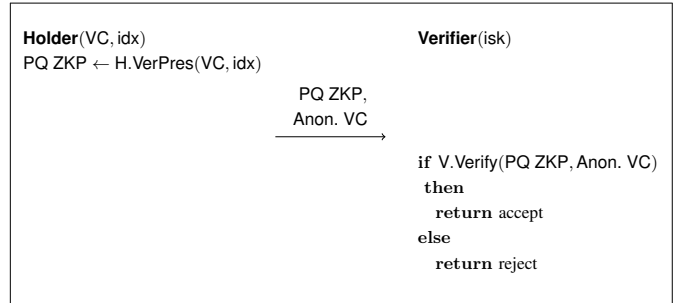 Holder(VC, idx)
Verifier(isk)
PQ ZKP ← H.VerPres(VC, idx)
PQ ZKP,
Anon. VC
if V.Verify(PQ ZKP, Anon. VC)
then
return accept
else
return reject